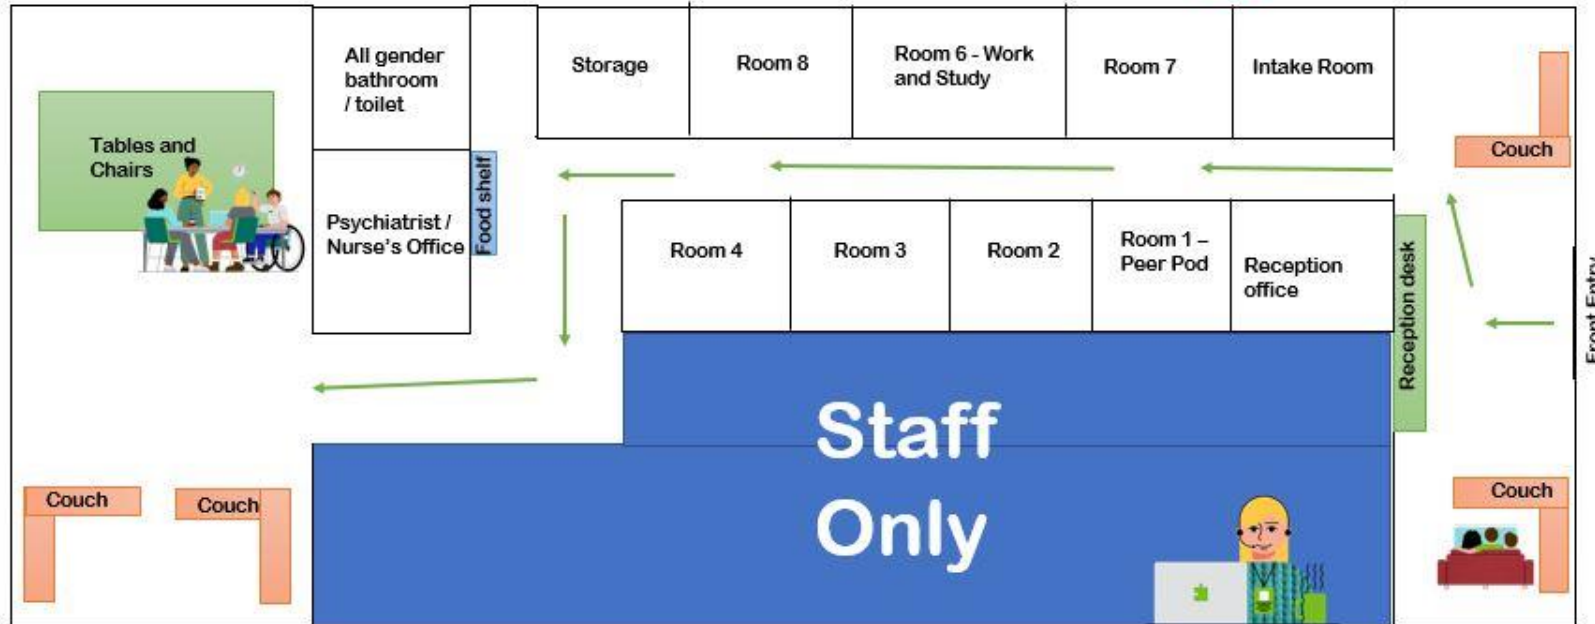 All gender
bathroom
/ toilet
Storage
Room 8
Room 6 - Work
and Study
Room 7
Intake Room
Couch
Tables and
Chairs
Psychiatrist /
Nurse's Office
Food shelf
Room 4
Room 3
Room 2
Room 1 –
Peer Pod
Reception
office
Reception desk
Front Entry
Staff
Only
Couch
Couch
Couch